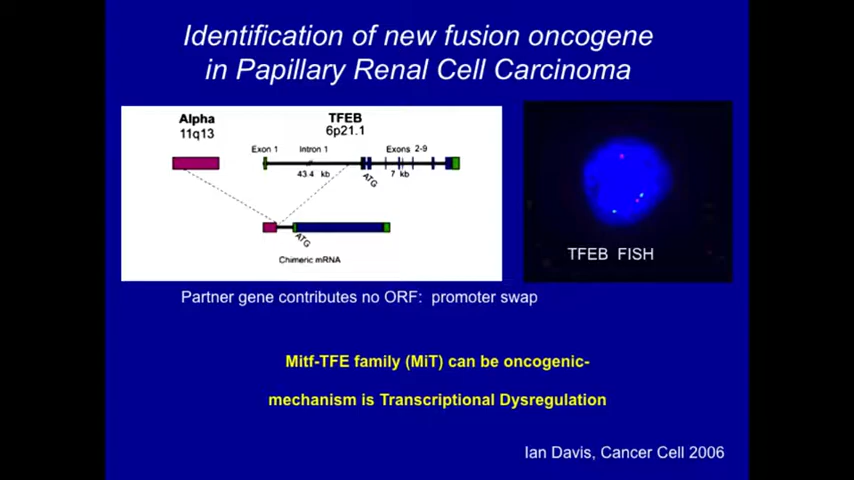 Identification of new fusion oncogene
in Papillary Renal Cell Carcinoma
Alpha
11q13
TFEB
6p21.1
Exon 1
Intron 1
Exons 2-9
43.4 kb
ATG
7 kb
ATG
Chimeric mRNA
TFEB FISH
Partner gene contributes no ORF: promoter swap
Mitf-TFE family (MiT) can be oncogenic-
mechanism is Transcriptional Dysregulation
Ian Davis, Cancer Cell 2006